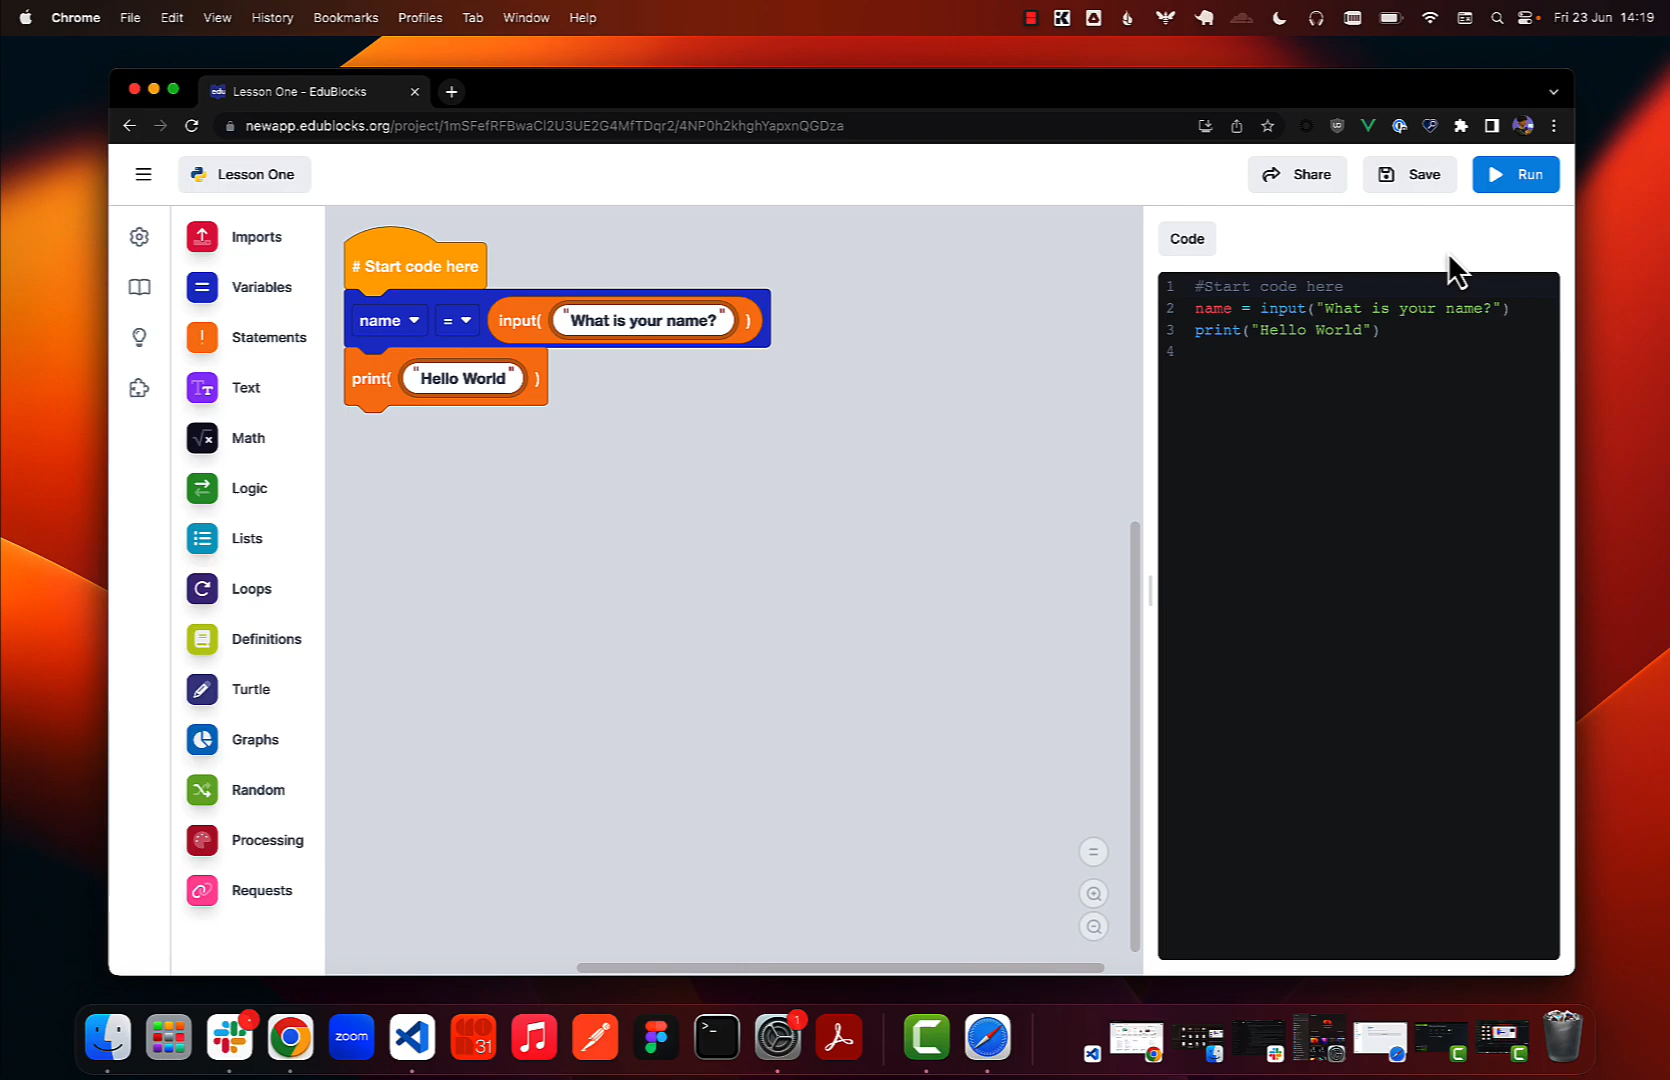 Chrome File Edit View History Bookmarks Profiles Tab Window Help Fri 23 Jun 14:19
edu Lesson One - EduBlocks
newapp.edublocks.org/project/1mSFefRFBwaCl2U3UE2G4MfTDqr2/4NP0h2khghYapxnQGDza
Lesson One Share Save Run
Imports
Variables
Statements
Text
Math
Logic
Lists
Loops
Definitions
Turtle
Graphs
Random
Processing
Requests
# Start code here
name = input( "What is your name?" )
print( "Hello World" )
Code
1 #Start code here
2 name = input("What is your name?")
3 print("Hello World")
4
zoom
31
1